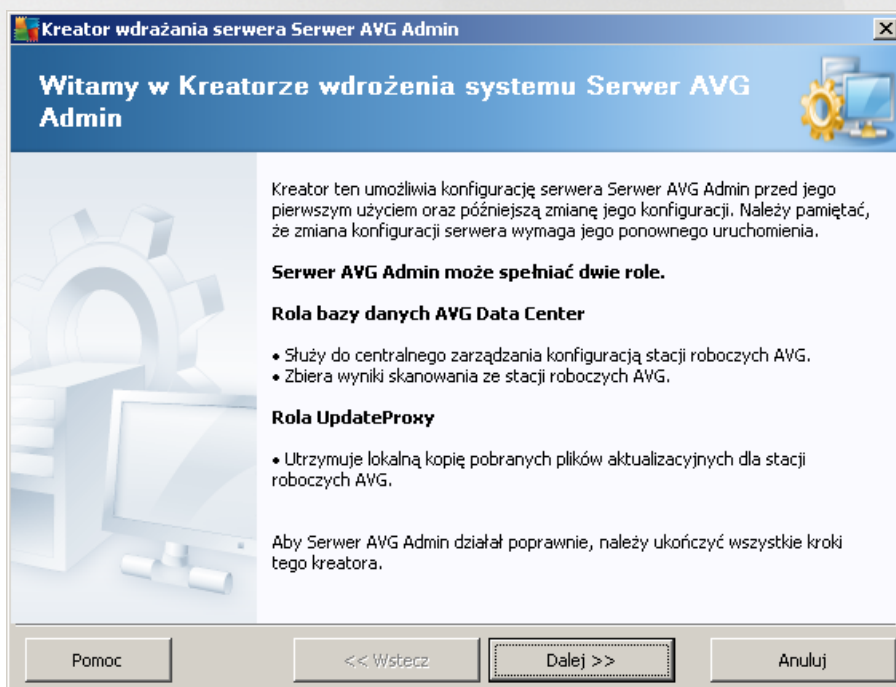 Kreator wdrażania serwera Serwer AVG Admin
Witamy w Kreatorze wdrożenia systemu Serwer AVG
Admin
Kreator ten umożliwia konfigurację serwera Serwer AVG Admin przed jego
pierwszym użyciem oraz późniejszą zmianę jego konfiguracji. Należy pamiętać,
że zmiana konfiguracji serwera wymaga jego ponownego uruchomienia.
Serwer AVG Admin może spełniać dwie role.
Rola bazy danych AVG Data Center
• Służy do centralnego zarządzania konfiguracją stacji roboczych AVG.
• Zbiera wyniki skanowania ze stacji roboczych AVG.
Rola UpdateProxy
• Utrzymuje lokalną kopię pobranych plików aktualizacyjnych dla stacji
roboczych AVG.
Aby Serwer AVG Admin działał poprawnie, należy ukończyć wszystkie kroki
tego kreatora.
Pomoc
<< Wstecz
Dalej >>
Anuluj